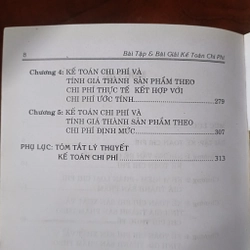 8 Bài Tập & Bài Giải Kế Toán Chi Phí
Chương 4: KẾ TOÁN CHI PHÍ VÀ
TÍNH GIÁ THÀNH SẢN PHẨM THEO
CHI PHÍ THỰC TẾ KẾT HỢP VỚI
CHI PHÍ ƯỚC TÍNH 279
Chương 5: KẾ TOÁN CHI PHÍ VÀ
TÍNH GIÁ THÀNH SẢN PHẨM THEO
CHI PHÍ ĐỊNH MỨC 307
PHỤ LỤC: TÓM TẮT LÝ THUYẾT
KẾ TOÁN CHI PHÍ 313